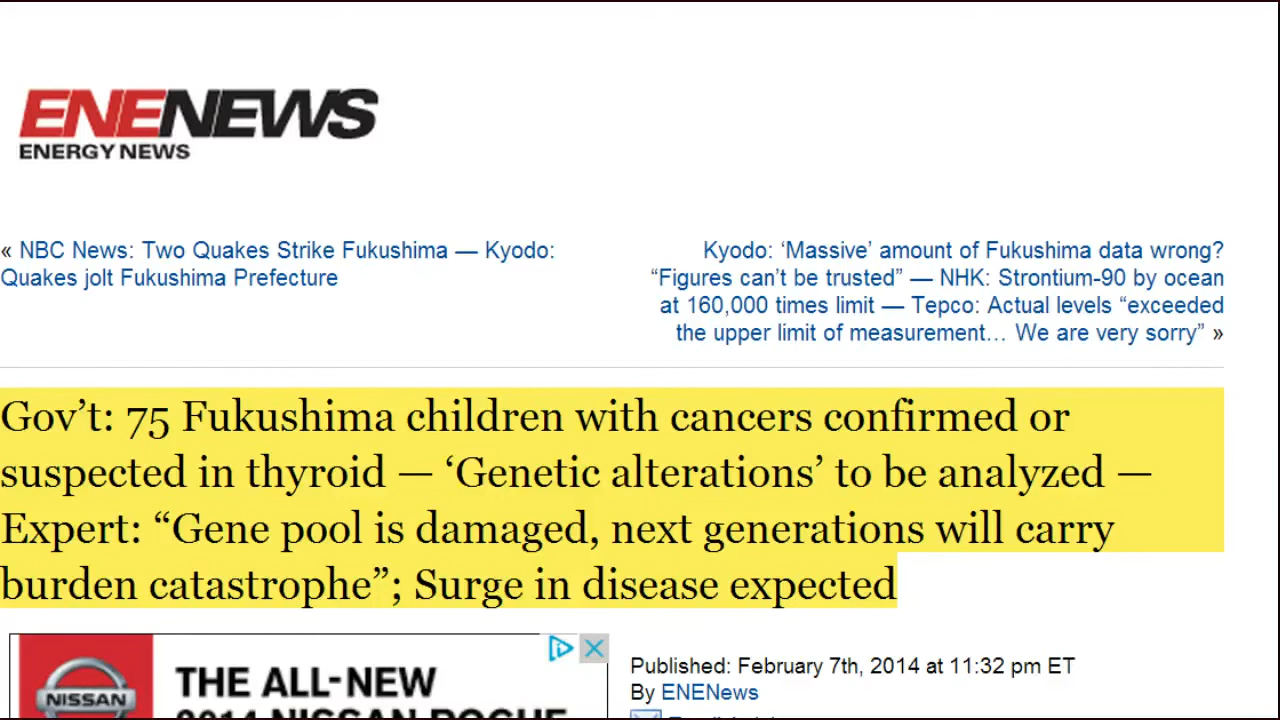 ENENEWS
ENERGY NEWS
« NBC News: Two Quakes Strike Fukushima — Kyodo:
Quakes jolt Fukushima Prefecture
Kyodo: ‘Massive’ amount of Fukushima data wrong?
“Figures can’t be trusted” — NHK: Strontium-90 by ocean
at 160,000 times limit — Tepco: Actual levels “exceeded
the upper limit of measurement… We are very sorry” »
Gov’t: 75 Fukushima children with cancers confirmed or
suspected in thyroid — ‘Genetic alterations’ to be analyzed —
Expert: “Gene pool is damaged, next generations will carry
burden catastrophe”; Surge in disease expected
NISSAN
THE ALL-NEW
2014 NISSAN ROGUE
Published: February 7th, 2014 at 11:32 pm ET
By ENENews